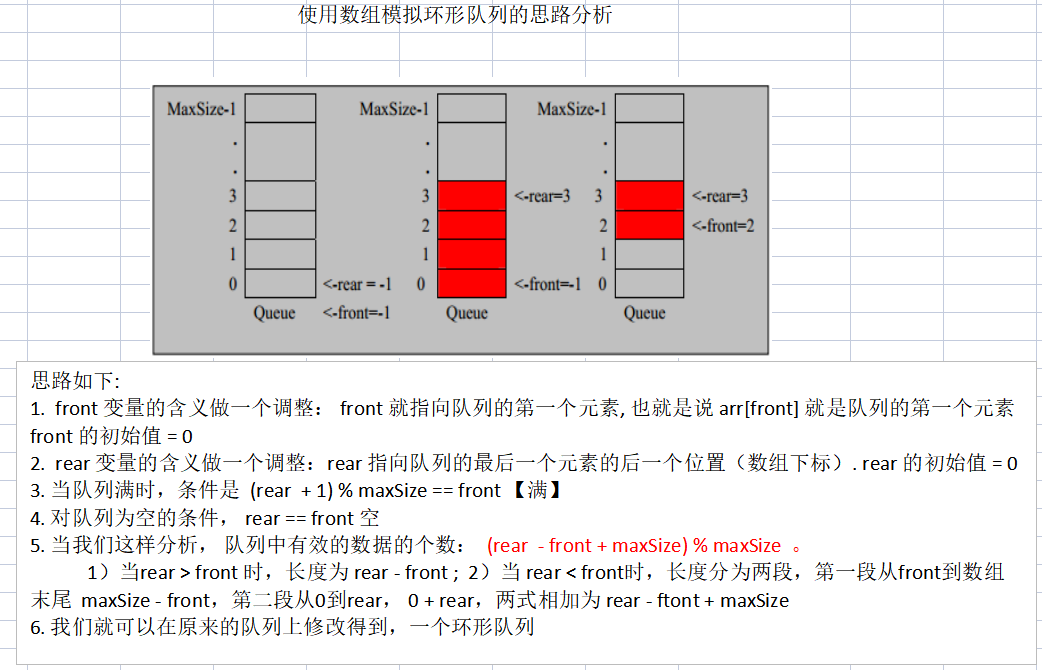 使用数组模拟环形队列的思路分析
MaxSize-1 MaxSize-1 MaxSize-1
. . .
. . .
3 3 <-rear=3 3 <-rear=3
2 2 2 <-front=2
1 1 1
0 <-rear = -1 0 <-front=-1 0
Queue <-front=-1 Queue Queue
思路如下:
1. front 变量的含义做一个调整： front 就指向队列的第一个元素, 也就是说 arr[front] 就是队列的第一个元素
front 的初始值 = 0
2. rear 变量的含义做一个调整：rear 指向队列的最后一个元素的后一个位置（数组下标）. rear 的初始值 = 0
3. 当队列满时，条件是 (rear + 1) % maxSize == front 【满】
4. 对队列为空的条件， rear == front 空
5. 当我们这样分析， 队列中有效的数据的个数： (rear - front + maxSize) % maxSize 。
1）当rear > front 时，长度为 rear - front ; 2）当 rear < front时，长度分为两段，第一段从front到数组
末尾 maxSize - front，第二段从0到rear， 0 + rear，两式相加为 rear - ftont + maxSize
6. 我们就可以在原来的队列上修改得到，一个环形队列